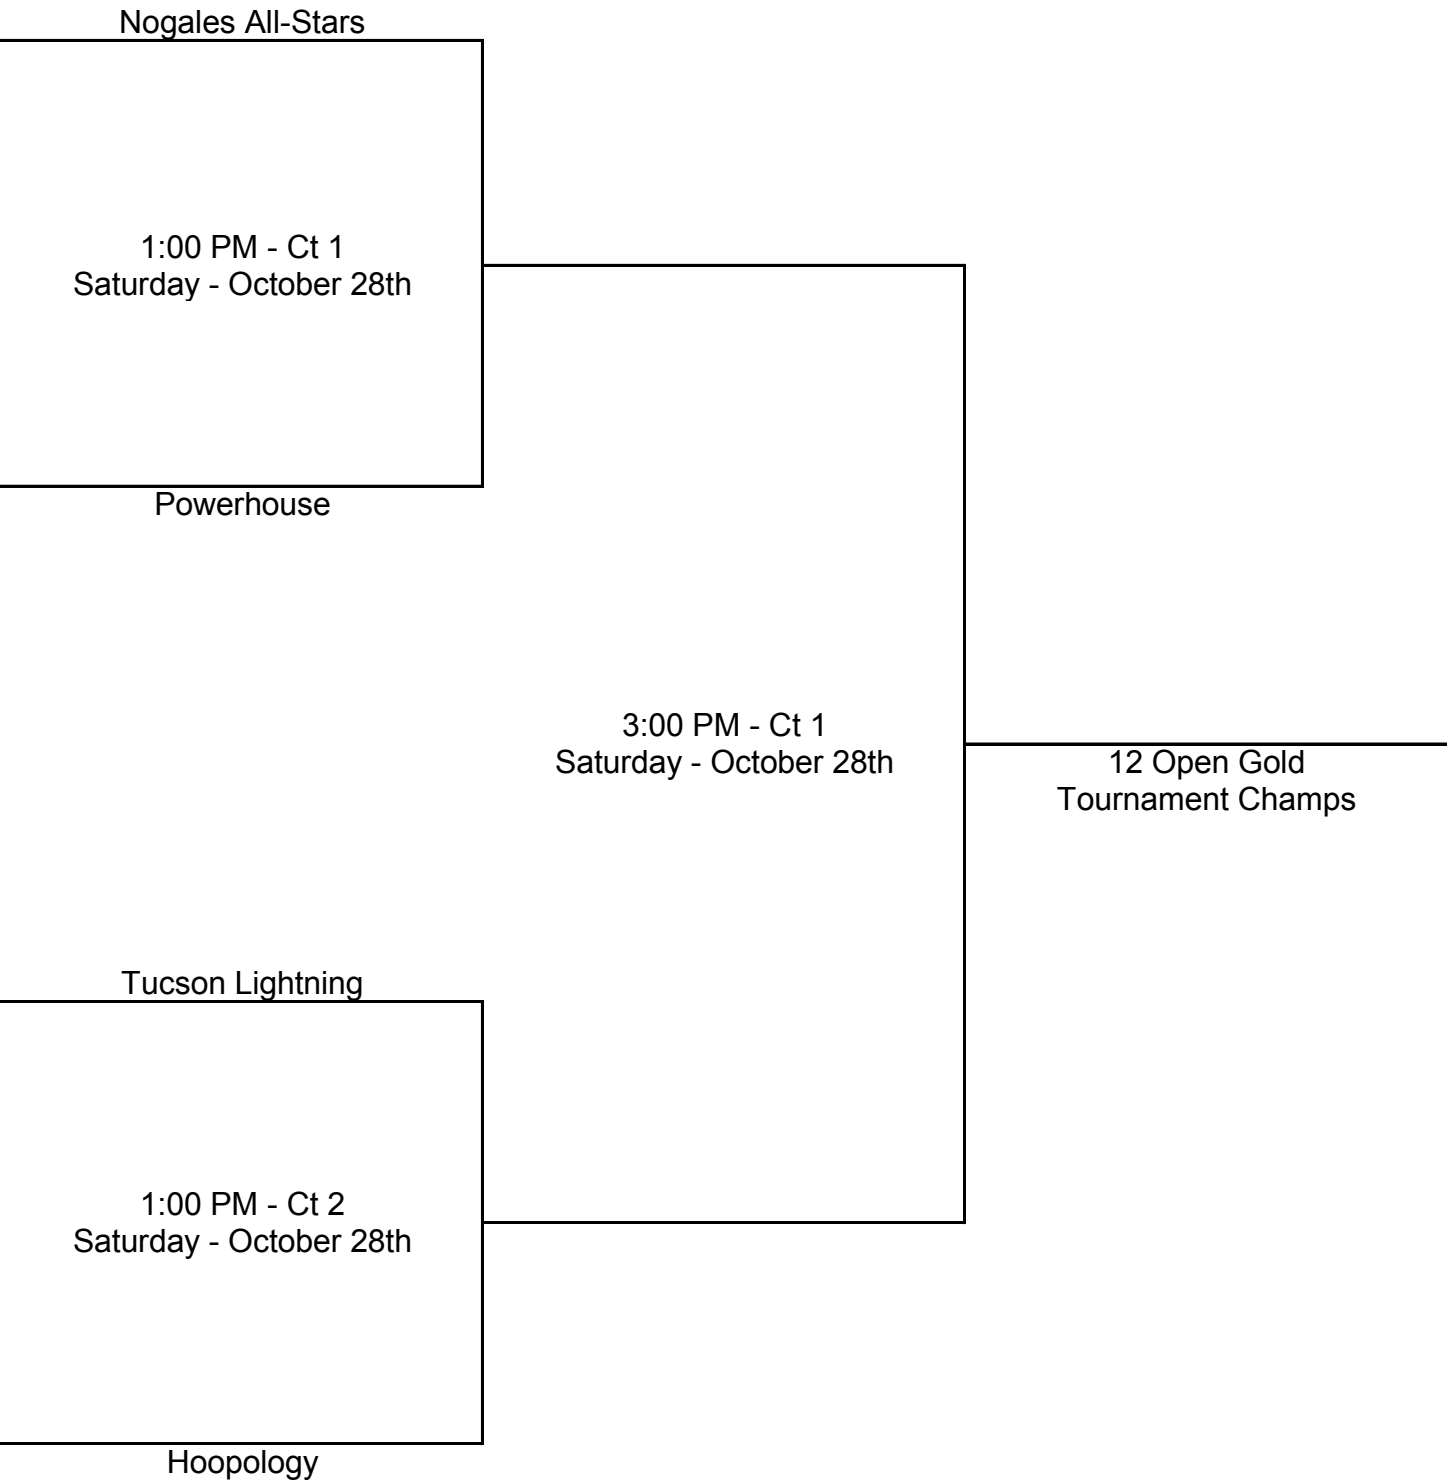 Nogales All-Stars
1:00 PM - Ct 1
Saturday - October 28th
Powerhouse
3:00 PM - Ct 1
Saturday - October 28th
12 Open Gold
Tournament Champs
Tucson Lightning
1:00 PM - Ct 2
Saturday - October 28th
Hoopology